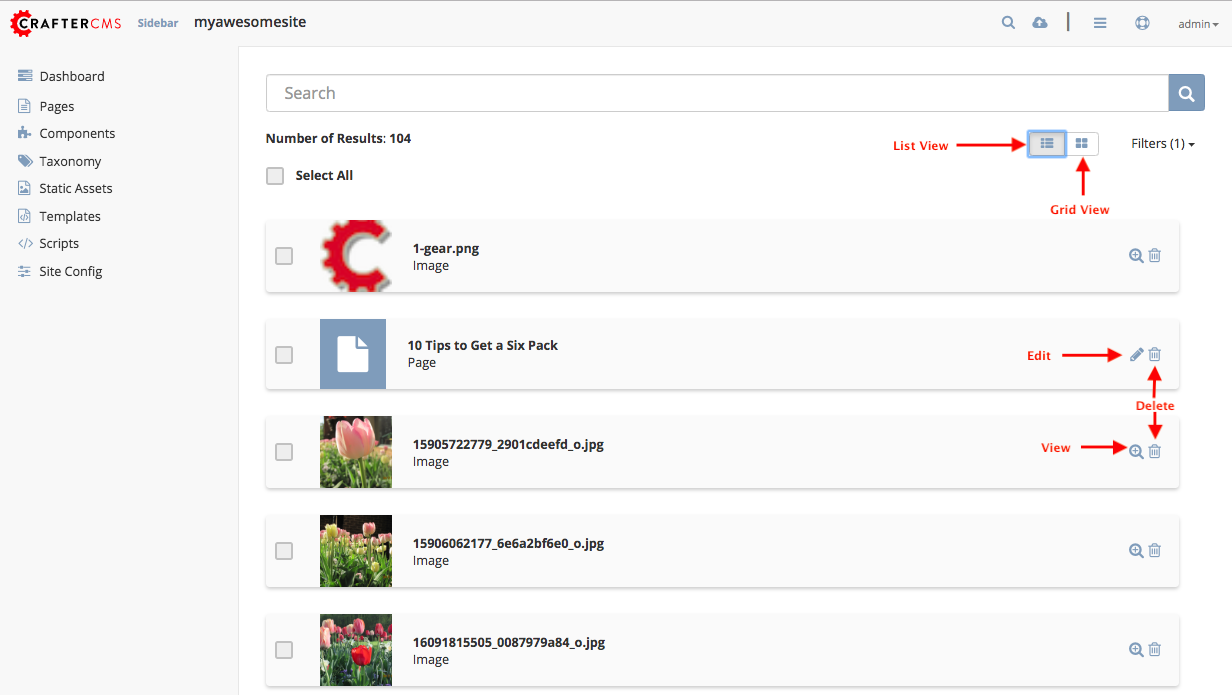 CRAFTERCMS Sidebar myawesomesite admin
Dashboard
Pages
Components
Taxonomy
Static Assets
Templates
Scripts
Site Config
Search
Number of Results: 104
List View
Filters (1)
Grid View
Select All
1-gear.png
Image
10 Tips to Get a Six Pack
Page
Edit
Delete
15905722779_2901cdeefd_o.jpg
Image
View
15906062177_6e6a2bf6e0_o.jpg
Image
16091815505_0087979a84_o.jpg
Image